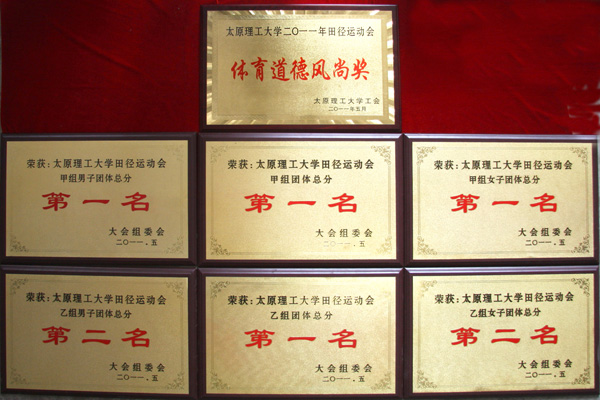 太原理工大学二〇一一年田径运动会
体育道德风尚奖
太原理工大学工会
二〇一一年五月
荣获：太原理工大学田径运动会
甲组男子团体总分
第一名
大会组委会
二〇一一．五
荣获：太原理工大学田径运动会
甲组团体总分
第一名
大会组委会
二〇一一．五
荣获：太原理工大学田径运动会
甲组女子团体总分
第一名
大会组委会
二〇一一．五
荣获：太原理工大学田径运动会
乙组男子团体总分
第二名
大会组委会
二〇一一．五
荣获：太原理工大学田径运动会
乙组团体总分
第一名
大会组委会
二〇一一．五
荣获：太原理工大学田径运动会
乙组女子团体总分
第二名
大会组委会
二〇一一．五